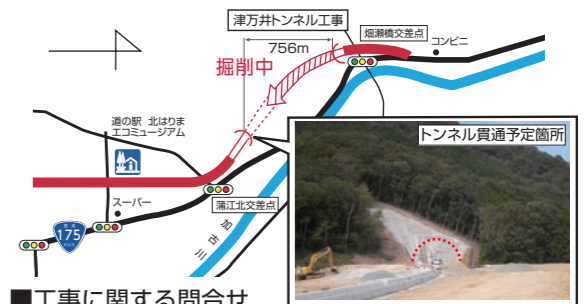 津万井トンネル工事
756m
畑瀬橋交差点
コンビニ
掘削中
道の駅 北はりま
エコミュージアム
トンネル貫通予定箇所
スーパー
蒲江北交差点
国道
175
ROUTE
加古川
■工事に関する問合せ